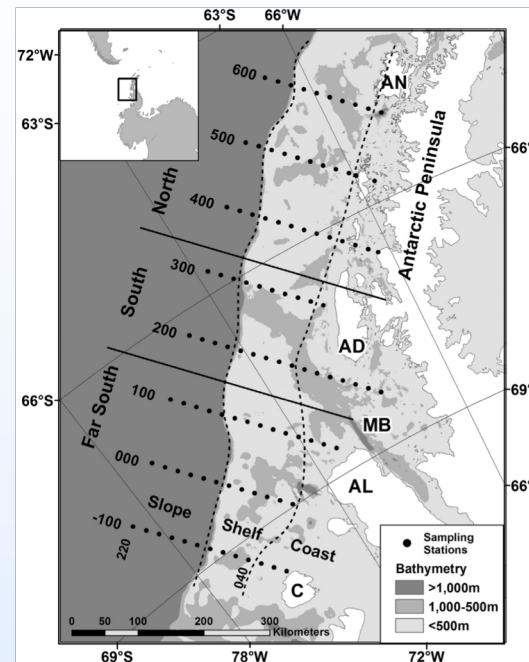 63°S 66°W
72°W
63°S
600
AN
500
66°
North
400
Antarctic Peninsula
300
South
200
AD
69°
66°S
100
MB
Far South
000
AL
66°
Slope
Shelf
Coast
-100
220
040
C
Sampling
Stations
Bathymetry
>1,000m
1,000-500m
<500m
0 50 100 200 300
Kilometers
69°S 78°W 72°W